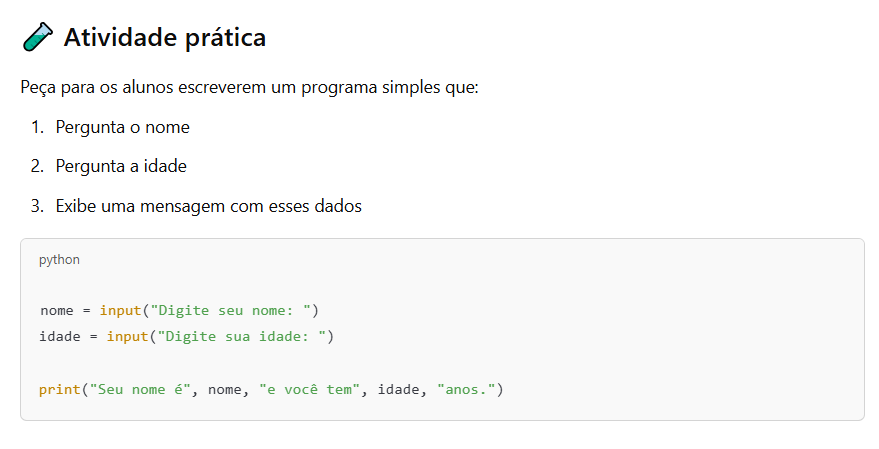 Atividade prática
Peça para os alunos escreverem um programa simples que:
1. Pergunta o nome
2. Pergunta a idade
3. Exibe uma mensagem com esses dados
python
nome = input("Digite seu nome: ")
idade = input("Digite sua idade: ")
print("Seu nome é", nome, "e você tem", idade, "anos.")